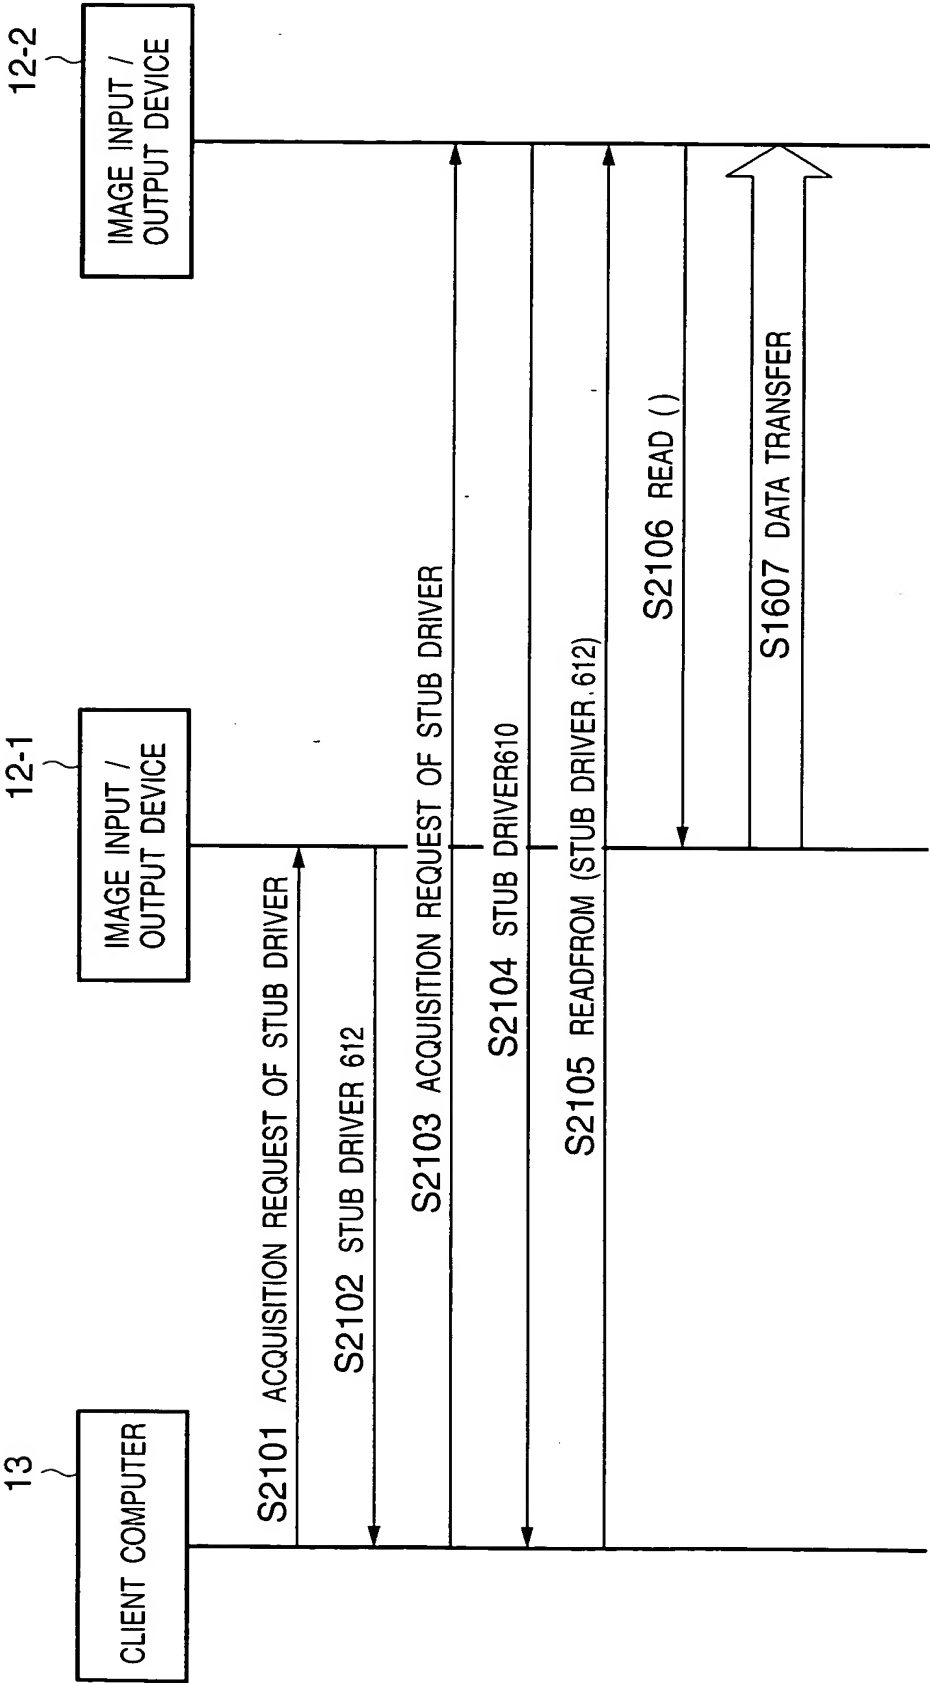 13
CLIENT COMPUTER
12-1
IMAGE INPUT /
OUTPUT DEVICE
12-2
IMAGE INPUT /
OUTPUT DEVICE
S2101 ACQUISITION REQUEST OF STUB DRIVER
S2102 STUB DRIVER 612
S2103 ACQUISITION REQUEST OF STUB DRIVER
S2104 STUB DRIVER610
S2105 READFROM (STUB DRIVER.612)
S2106 READ ()
S1607 DATA TRANSFER